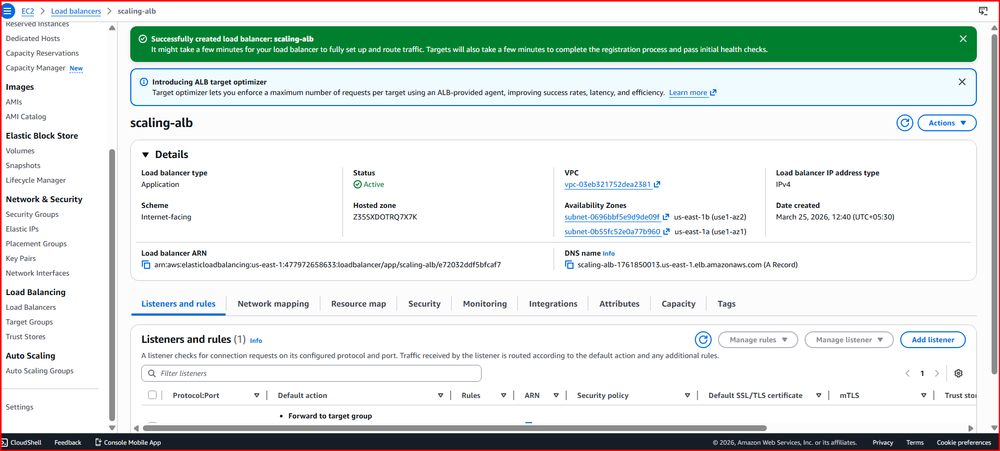 EC2 > Load balancers > scaling-alb
Reserved Instances
Dedicated Hosts
Capacity Reservations
Capacity Manager New
Images
AMIs
AMI Catalog
Elastic Block Store
Volumes
Snapshots
Lifecycle Manager
Network & Security
Security Groups
Elastic IPs
Placement Groups
Key Pairs
Network Interfaces
Load Balancing
Load Balancers
Target Groups
Trust Stores
Auto Scaling
Auto Scaling Groups
Settings
Successfully created load balancer: scaling-alb
It might take a few minutes for your load balancer to fully set up and route traffic. Targets will also take a few minutes to complete the registration process and pass initial health checks.
Introducing ALB target optimizer
Target optimizer lets you enforce a maximum number of requests per target using an ALB-provided agent, improving success rates, latency, and efficiency. Learn more
scaling-alb
Actions
Details
Load balancer type
Application
Status
Active
VPC
vpc-03eb321752dea2381
Load balancer IP address type
IPv4
Scheme
Internet-facing
Hosted zone
Z35SXDOTRQ7X7K
Availability Zones
subnet-0696bbf5e9d9de09f us-east-1b (use1-az2)
subnet-0b55fc52e0a77b960 us-east-1a (use1-az1)
Date created
March 25, 2026, 12:40 (UTC+05:30)
Load balancer ARN
arn:aws:elasticloadbalancing:us-east-1:477972658633:loadbalancer/app/scaling-alb/e72032ddf5bfcaf7
DNS name Info
scaling-alb-1761850013.us-east-1.elb.amazonaws.com (A Record)
Listeners and rules Network mapping Resource map Security Monitoring Integrations Attributes Capacity Tags
Listeners and rules (1) Info
Manage rules Manage listener Add listener
A listener checks for connection requests on its configured protocol and port. Traffic received by the listener is routed according to the default action and any additional rules.
Filter listeners
1
Protocol:Port Default action Rules ARN Security policy Default SSL/TLS certificate mTLS Trust stor
• Forward to target group
CloudShell Feedback Console Mobile App © 2026, Amazon Web Services, Inc. or its affiliates. Privacy Terms Cookie preferences